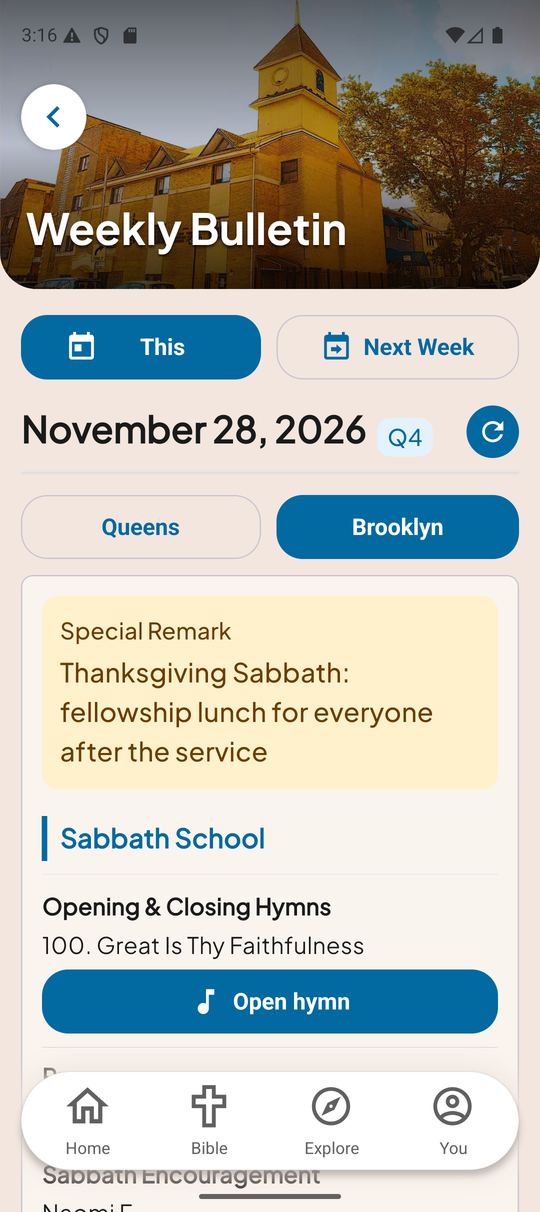 3:16
Weekly Bulletin
This
Next Week
November 28, 2026 Q4
Queens
Brooklyn
Special Remark
Thanksgiving Sabbath:
fellowship lunch for everyone
after the service
Sabbath School
Opening & Closing Hymns
100. Great Is Thy Faithfulness
Open hymn
Home
Bible
Explore
You
Sabbath Encouragement